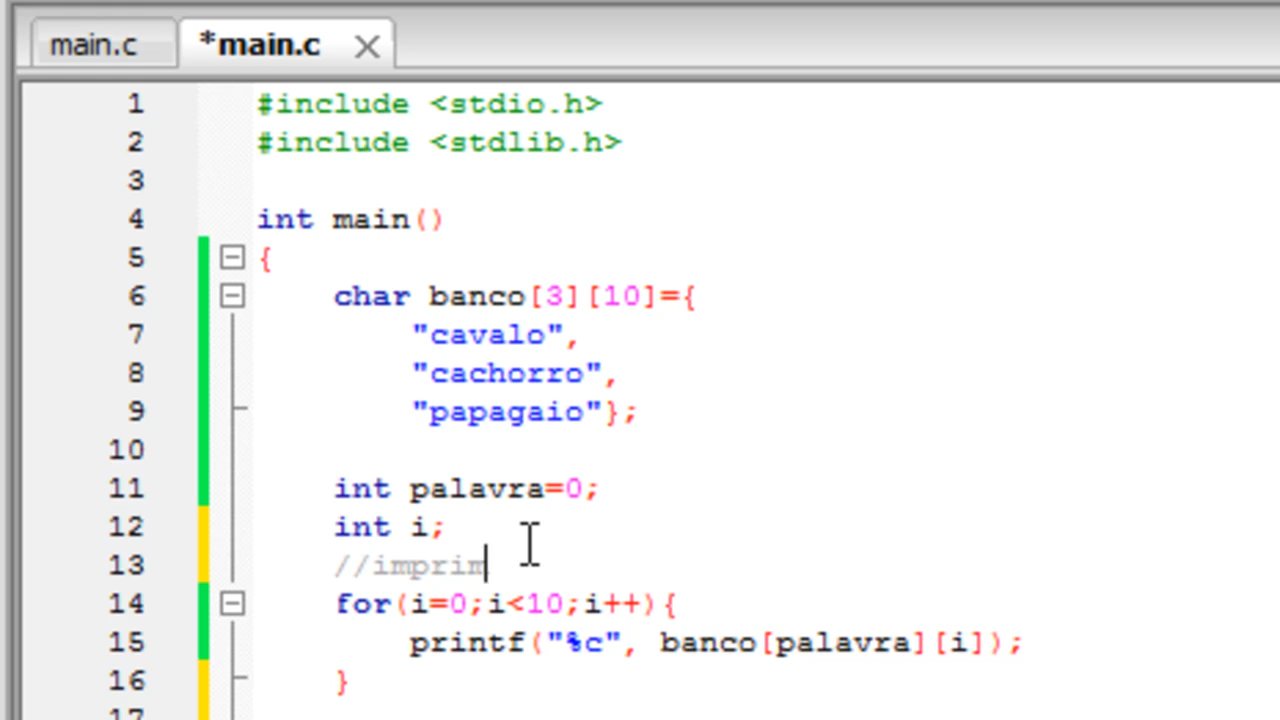 main.c *main.c
1 #include <stdio.h>
2 #include <stdlib.h>
3
4 int main()
5 {
6 char banco[3][10]={
7 "cavalo",
8 "cachorro",
9 "papagaio"};
10
11 int palavra=0;
12 int i;
13 //imprim
14 for(i=0;i<10;i++){
15 printf("%c", banco[palavra][i]);
16 }
17